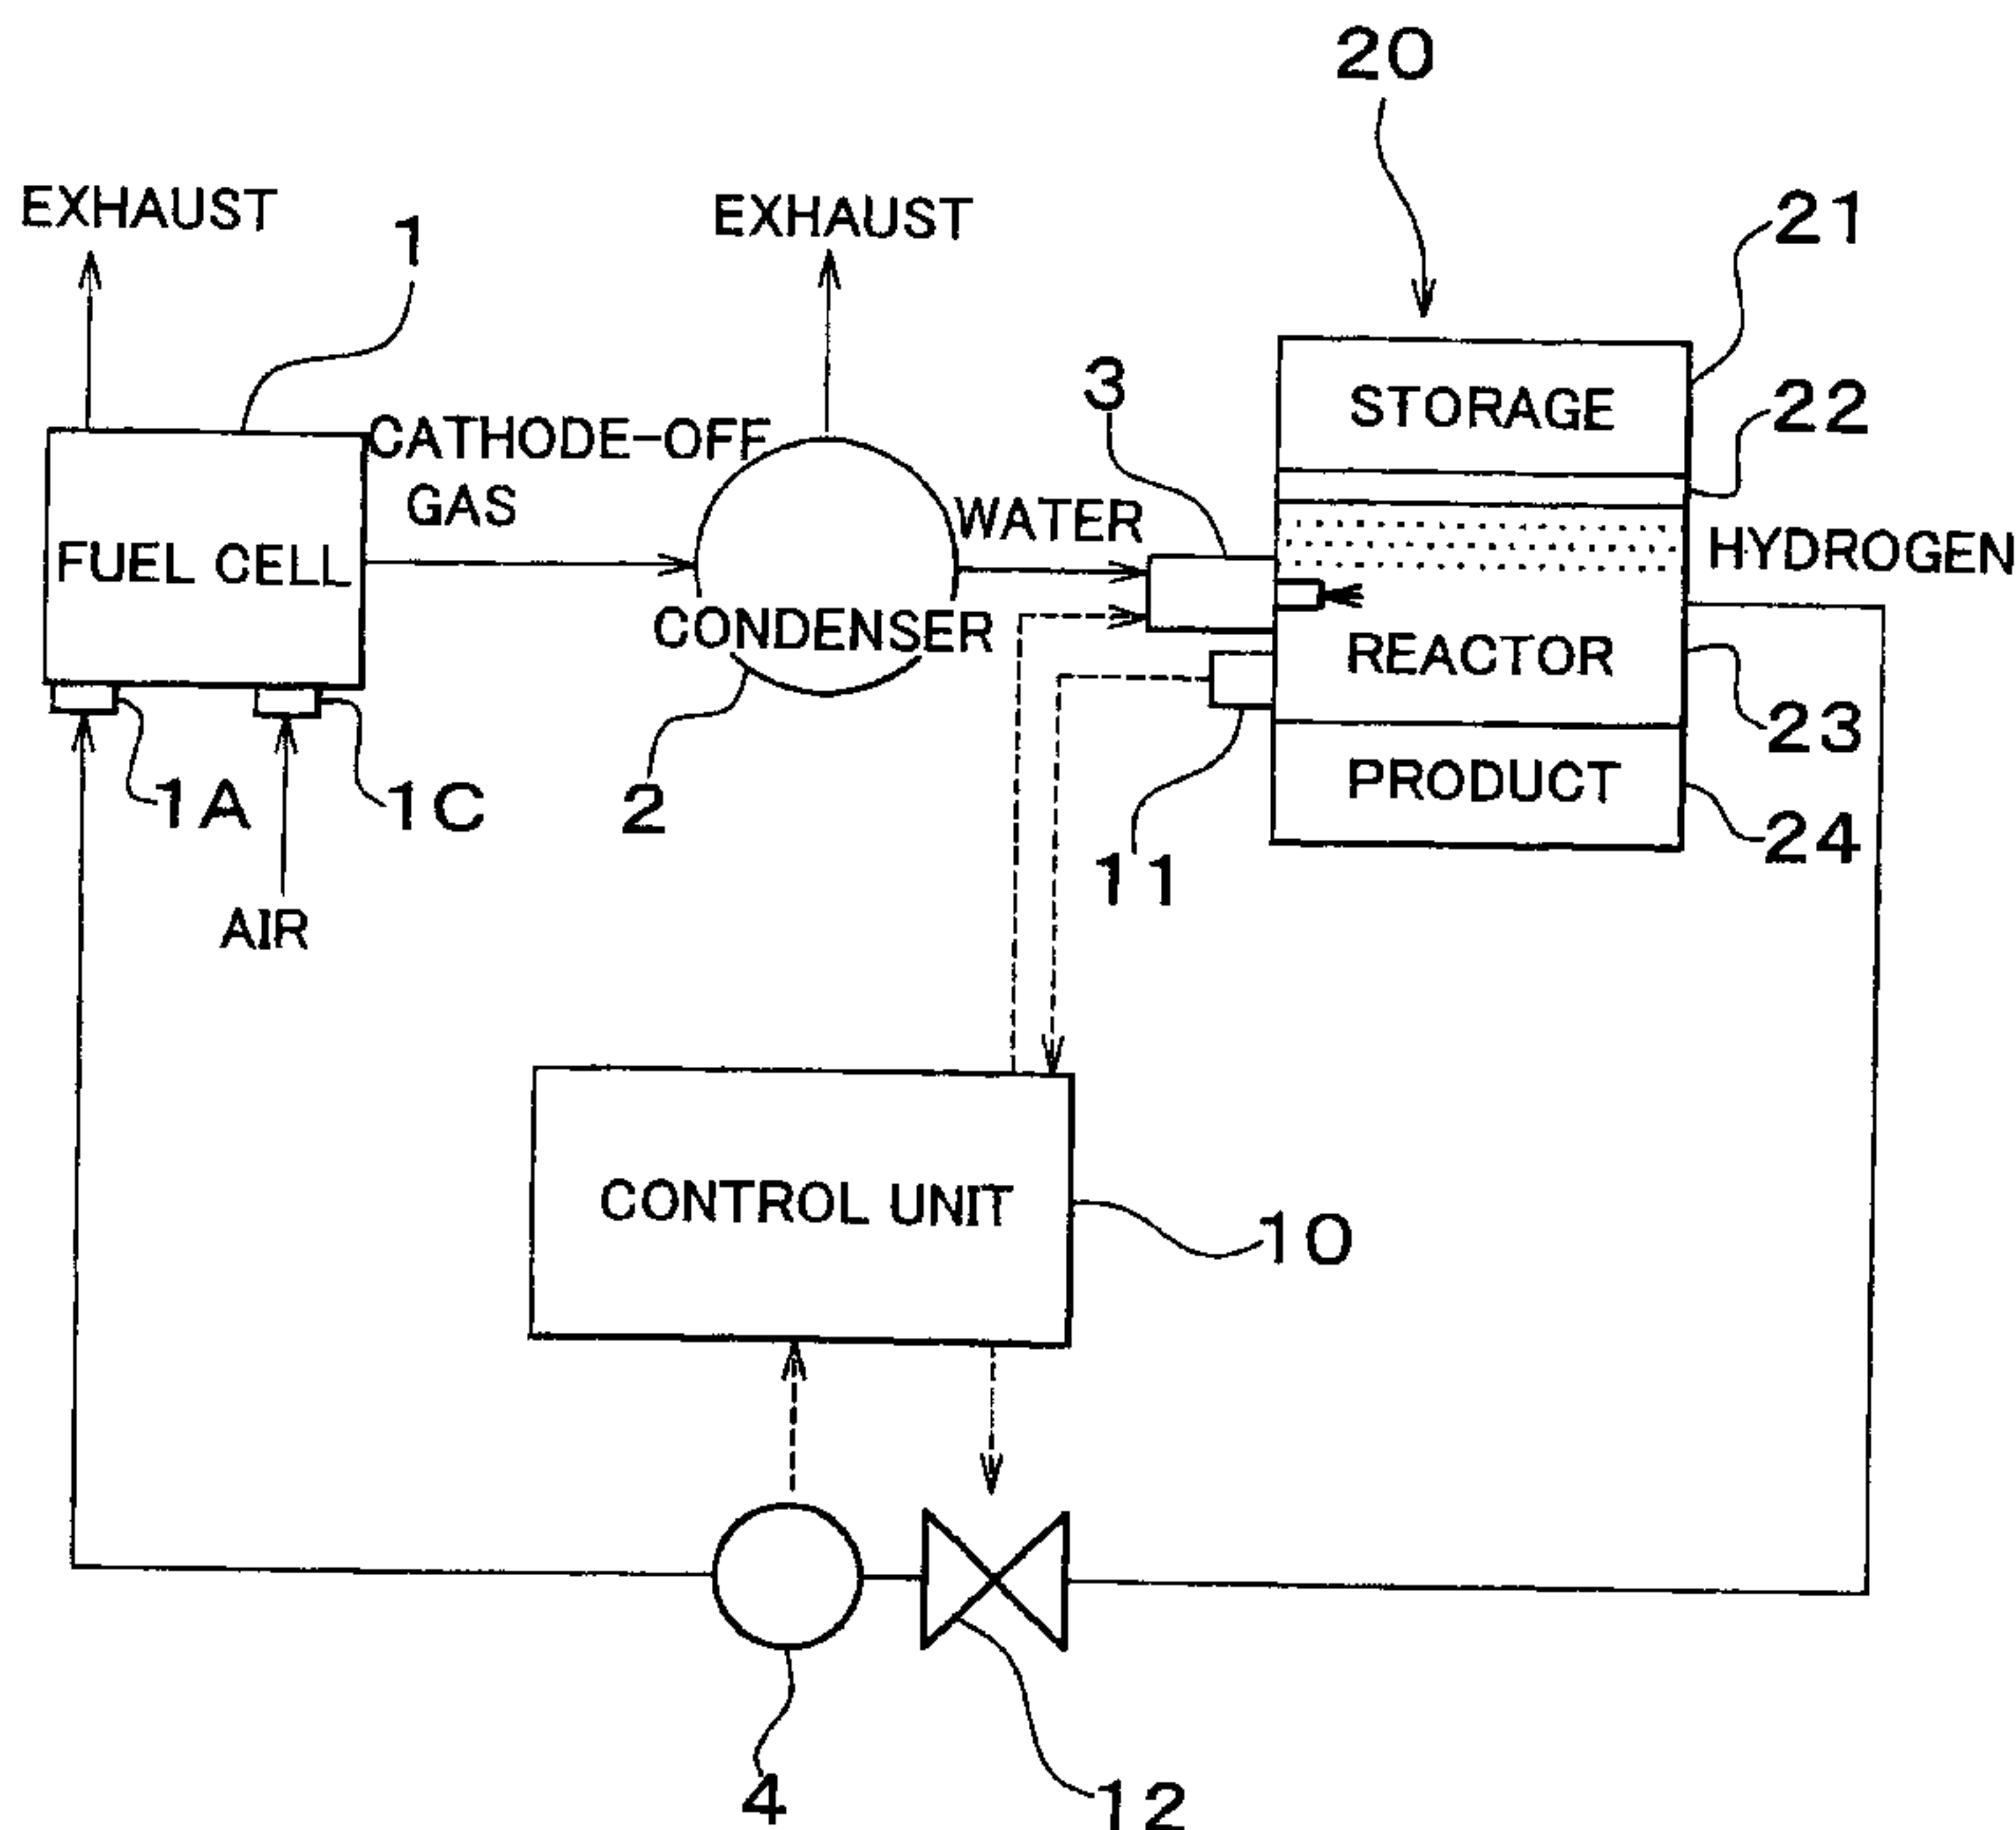 20
EXHAUST
EXHAUST
21
1
3
22
STORAGE
CATHODE-OFF
GAS
WATER
HYDROGEN
FUEL CELL
CONDENSER
REACTOR
23
1A
1C
2
PRODUCT
24
11
AIR
CONTROL UNIT
10
4
12